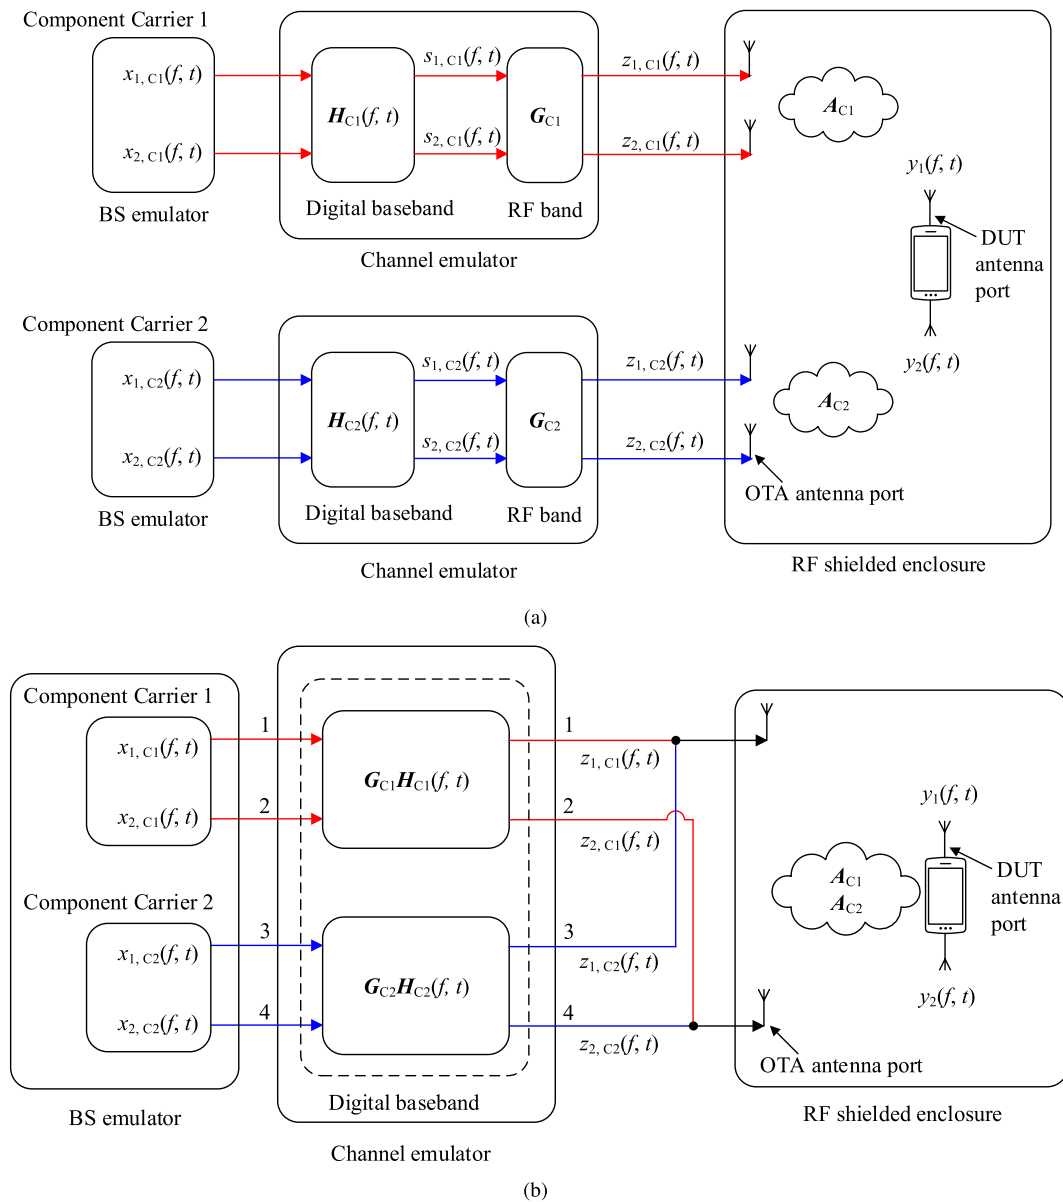 Component Carrier 1
x1, C1(f, t)
x2, C1(f, t)
BS emulator
HC1(f, t)
s1, C1(f, t)
s2, C1(f, t)
GC1
Digital baseband
RF band
Channel emulator
z1, C1(f, t)
z2, C1(f, t)
AC1
y1(f, t)
DUT
antenna
port
y2(f, t)
Component Carrier 2
x1, C2(f, t)
x2, C2(f, t)
BS emulator
HC2(f, t)
s1, C2(f, t)
s2, C2(f, t)
GC2
Digital baseband
RF band
Channel emulator
z1, C2(f, t)
z2, C2(f, t)
AC2
OTA antenna port
RF shielded enclosure
(a)
Component Carrier 1
x1, C1(f, t)
x2, C1(f, t)
1
2
Component Carrier 2
x1, C2(f, t)
x2, C2(f, t)
3
4
BS emulator
GC1HC1(f, t)
GC2HC2(f, t)
Digital baseband
Channel emulator
1
z1, C1(f, t)
2
z2, C1(f, t)
3
z1, C2(f, t)
4
z2, C2(f, t)
AC1
AC2
y1(f, t)
DUT
antenna
port
y2(f, t)
OTA antenna port
RF shielded enclosure
(b)